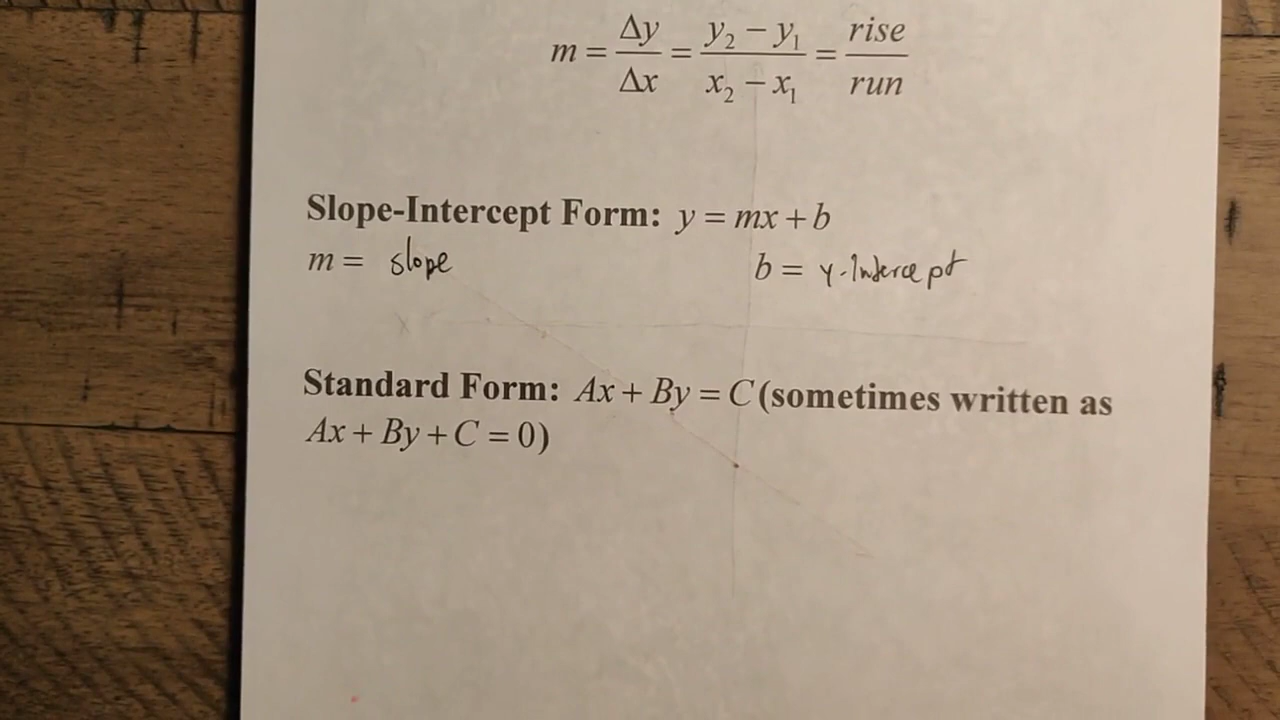 m = Δy/Δx = y₂ − y₁/x₂ − x₁ = rise/run
Slope-Intercept Form: y = mx + b
m = slope b = y-Intercept
Standard Form: Ax + By = C (sometimes written as
Ax + By + C = 0)